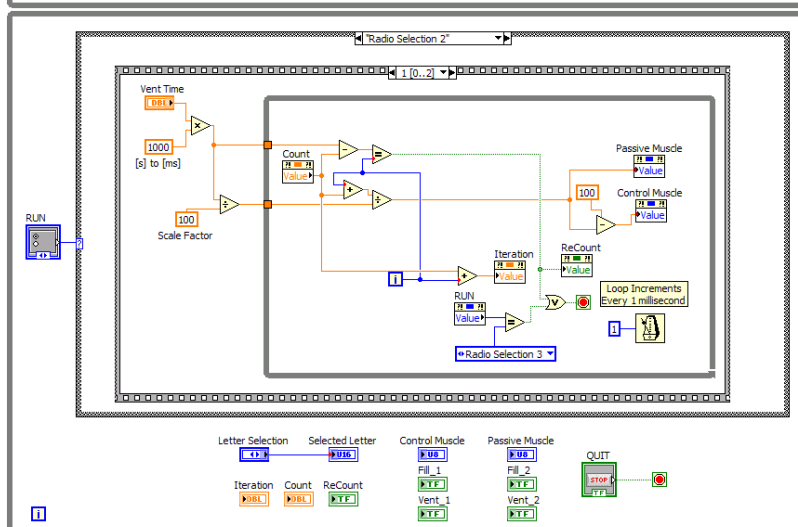 "Radio Selection 2"
1 [0..2]
Vent Time
DBL
1000
[s] to [ms]
100
Scale Factor
RUN
?
Count
Value
Passive Muscle
Value
100
Control Muscle
Value
Iteration
Value
ReCount
Value
i
RUN
Value
Radio Selection 3
Loop Increments
Every 1 millisecond
1
Letter Selection
Selected Letter
U16
Control Muscle
U8
Passive Muscle
U8
Iteration
DBL
Count
DBL
ReCount
TF
Fill_1
TF
Vent_1
TF
Fill_2
TF
Vent_2
TF
QUIT
STOP
TF
i